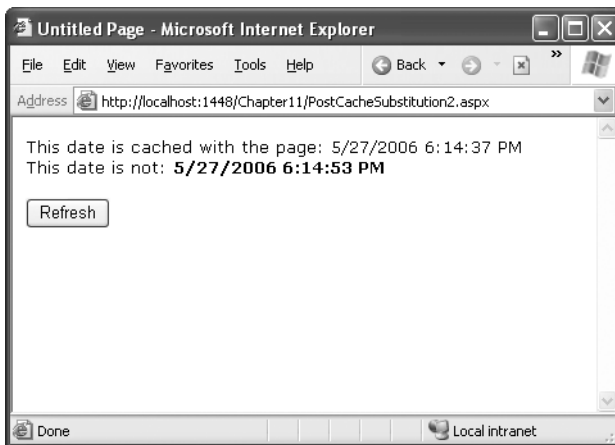 Untitled Page - Microsoft Internet Explorer
File Edit View Favorites Tools Help Back »
Address http://localhost:1448/Chapter11/PostCacheSubstitution2.aspx
This date is cached with the page: 5/27/2006 6:14:37 PM
This date is not: 5/27/2006 6:14:53 PM
Refresh
Done Local intranet